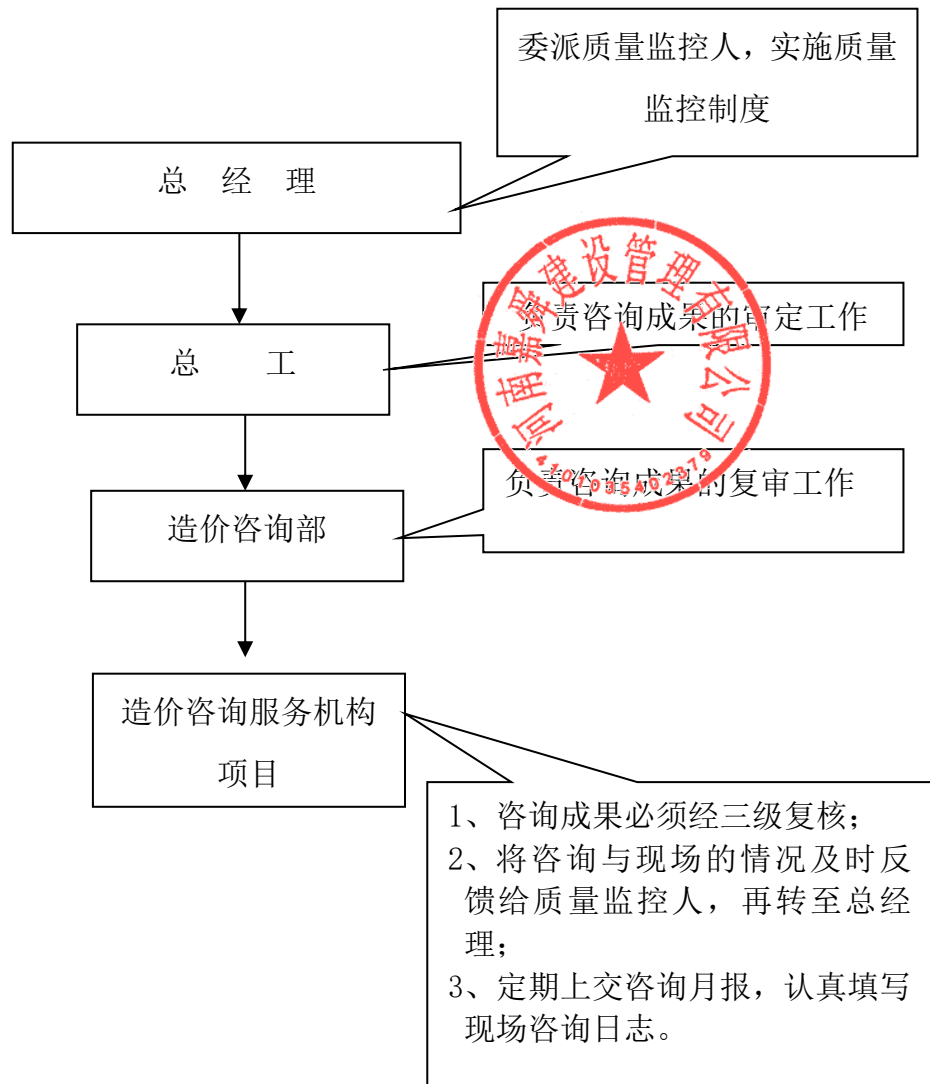 委派质量监控人，实施质量
监控制度
总 经 理
负责咨询成果的审定工作
总 工
河南嘉舜建设管理有限公司
4101035402379
负责咨询成果的复审工作
造价咨询部
造价咨询服务机构
项目
1、咨询成果必须经三级复核；
2、将咨询与现场的情况及时反
馈给质量监控人，再转至总经
理；
3、定期上交咨询月报，认真填写
现场咨询日志。